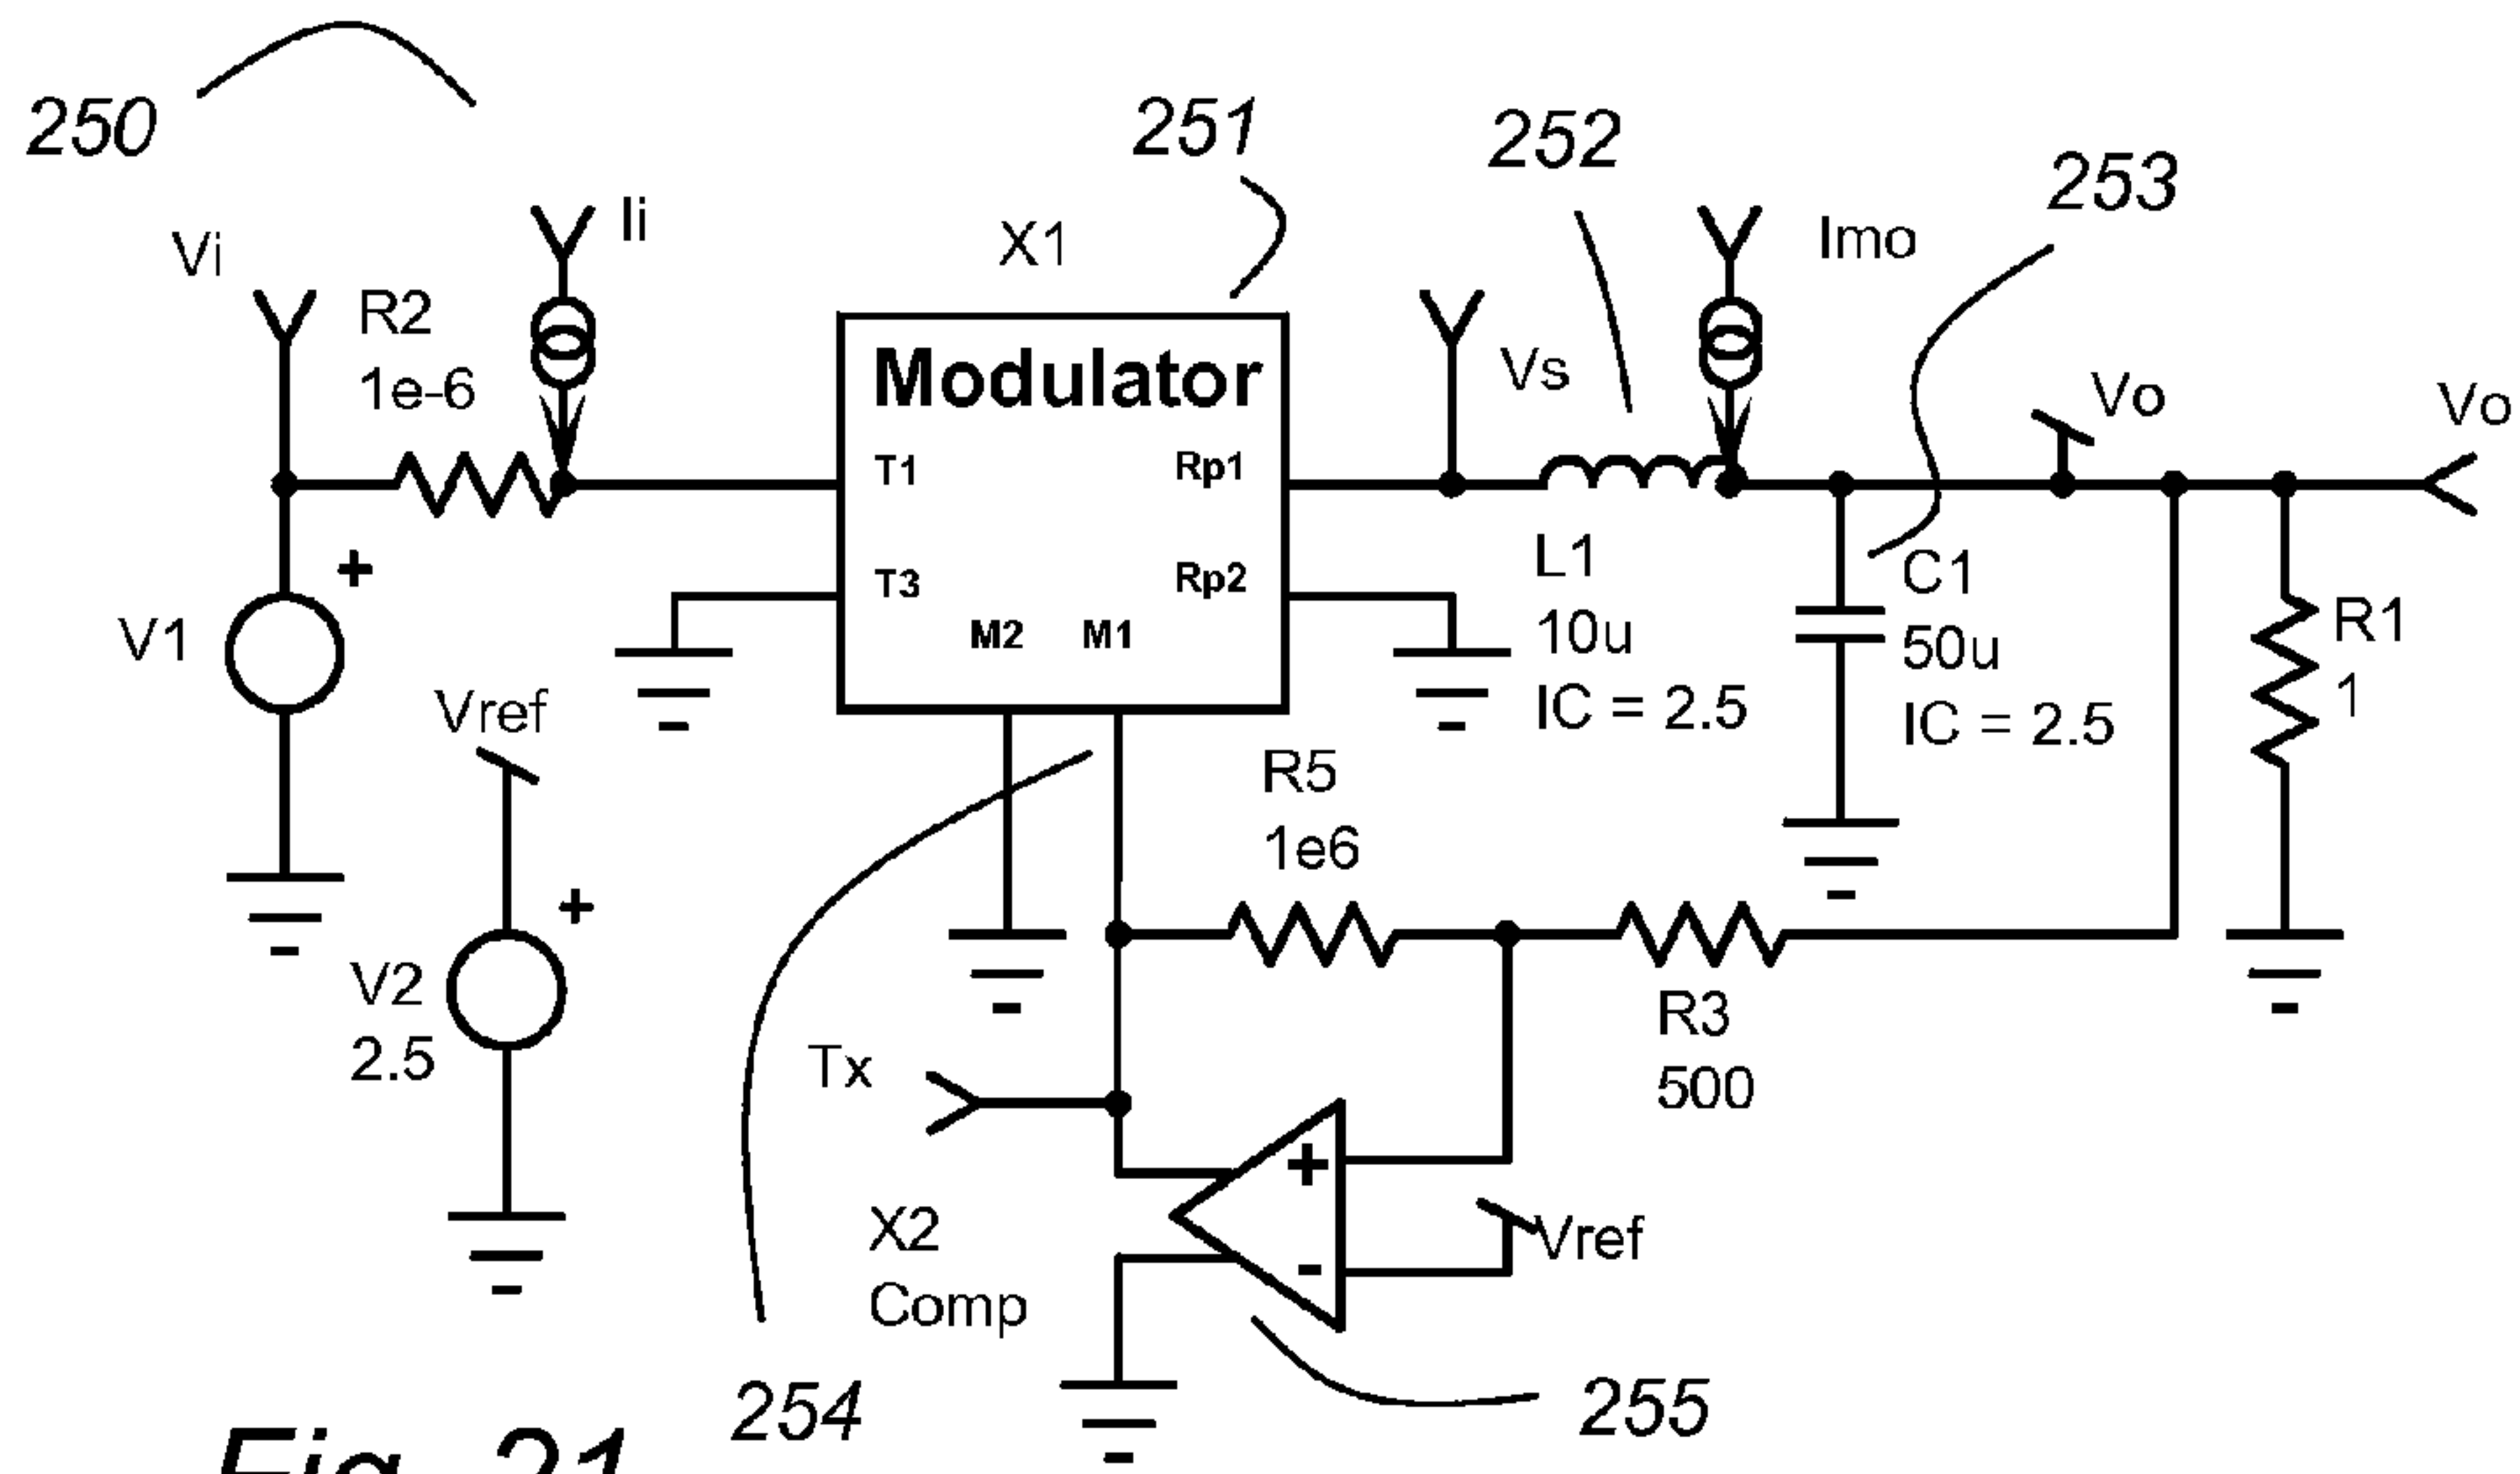 250
251
252
253
Vi
Ii
X1
Imo
R2
1e-6
Modulator
Vs
Vo
Vo
T1
Rp1
T3
Rp2
M2
M1
+
V1
L1
10u
IC = 2.5
C1
50u
IC = 2.5
R1
1
Vref
+
V2
2.5
R5
1e6
R3
500
Tx
+
-
Vref
X2
Comp
254
255
Fig. 21